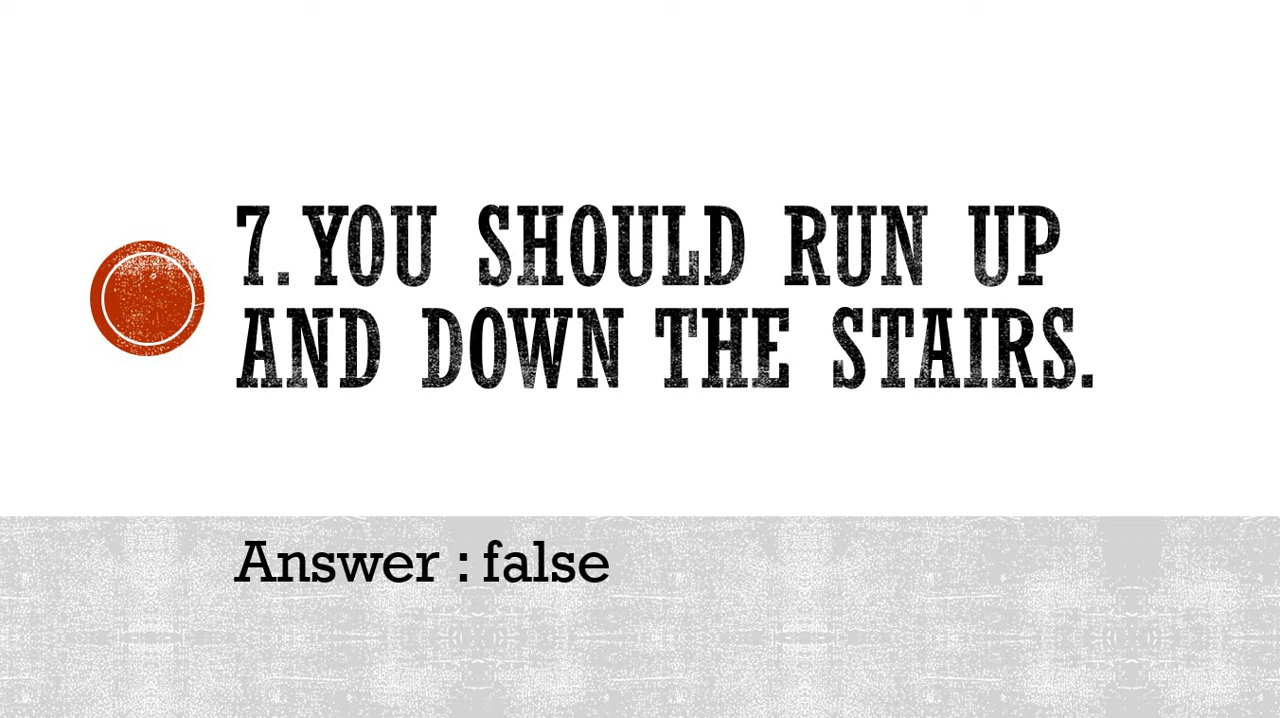 7. YOU SHOULD RUN UP
AND DOWN THE STAIRS.
Answer : false